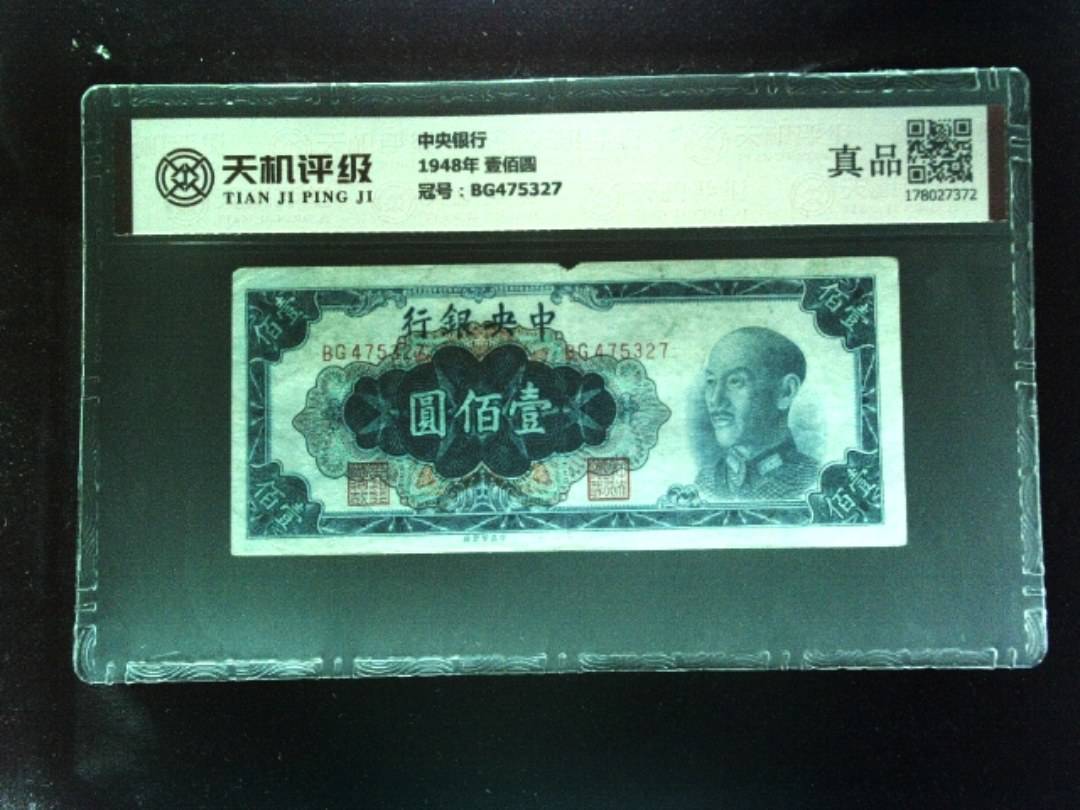 天机评级
TIAN JI PING JI
中央银行
1948年 壹佰圆
冠号：BG475327
真品
178027372
行銀央中
BG475327 BG475327
圓佰壹
佰壹
佰壹
佰壹
佰壹